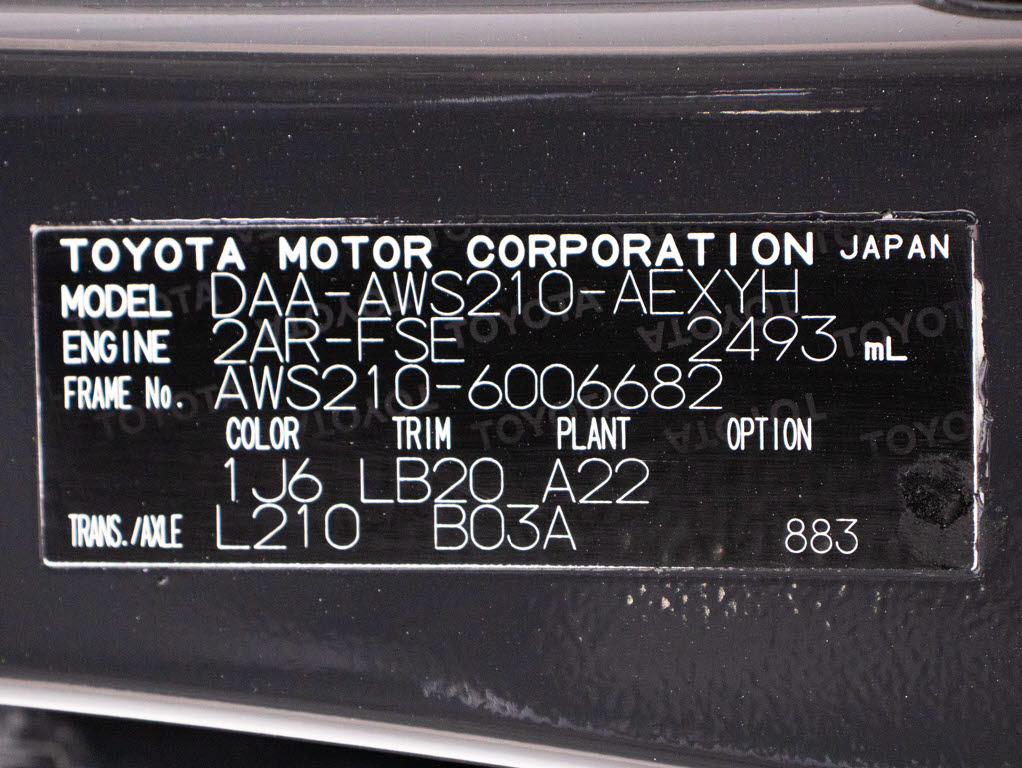 TOYOTA MOTOR CORPORATION JAPAN
MODEL DAA-AWS210-AEXYH
ENGINE 2AR-FSE 2493 mL
FRAME No. AWS210-6006682
COLOR TRIM PLANT OPTION
1J6 LB20 A22
TRANS./AXLE L210 B03A 883